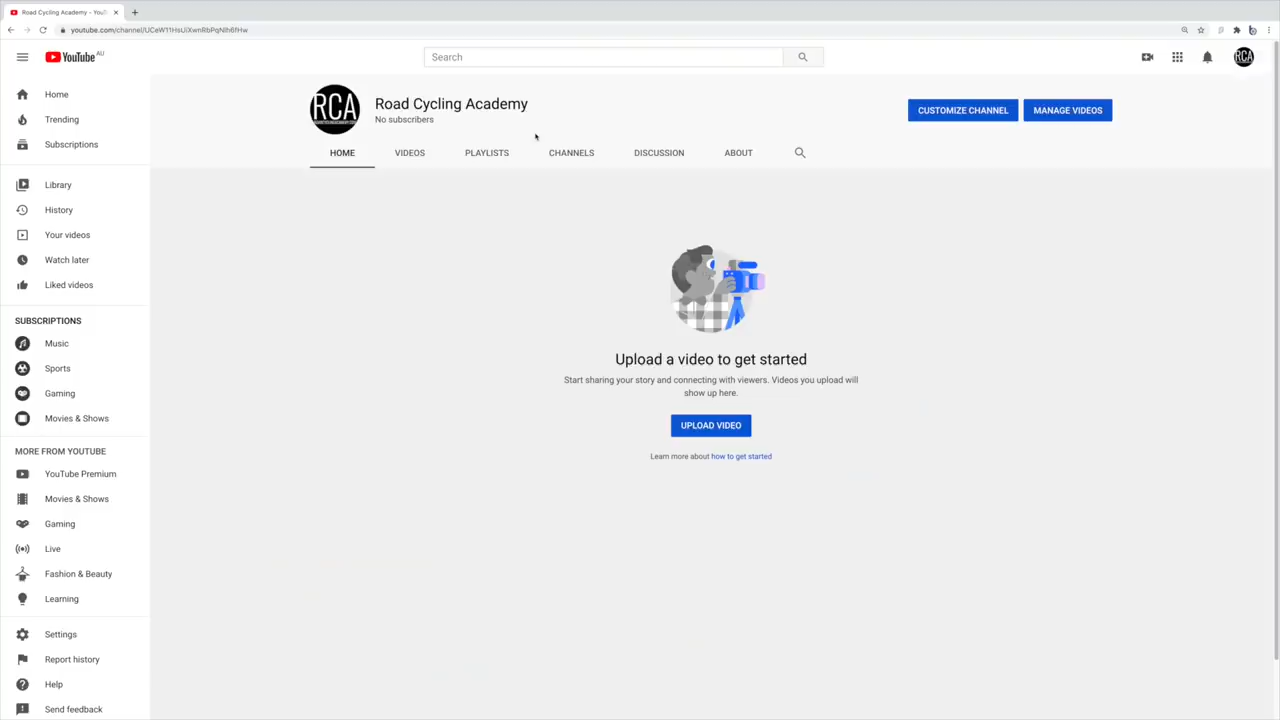 Road Cycling Academy - YouT
youtube.com/channel/UCeW11HsUiXwnRbPqNlh6fHw
YouTube AU
Search
RCA
Home
Trending
Subscriptions
Library
History
Your videos
Watch later
Liked videos
SUBSCRIPTIONS
Music
Sports
Gaming
Movies & Shows
MORE FROM YOUTUBE
YouTube Premium
Movies & Shows
Gaming
Live
Fashion & Beauty
Learning
Settings
Report history
Help
Send feedback
RCA
Road Cycling Academy
No subscribers
CUSTOMIZE CHANNEL
MANAGE VIDEOS
HOME
VIDEOS
PLAYLISTS
CHANNELS
DISCUSSION
ABOUT
Upload a video to get started
Start sharing your story and connecting with viewers. Videos you upload will
show up here.
UPLOAD VIDEO
Learn more about how to get started